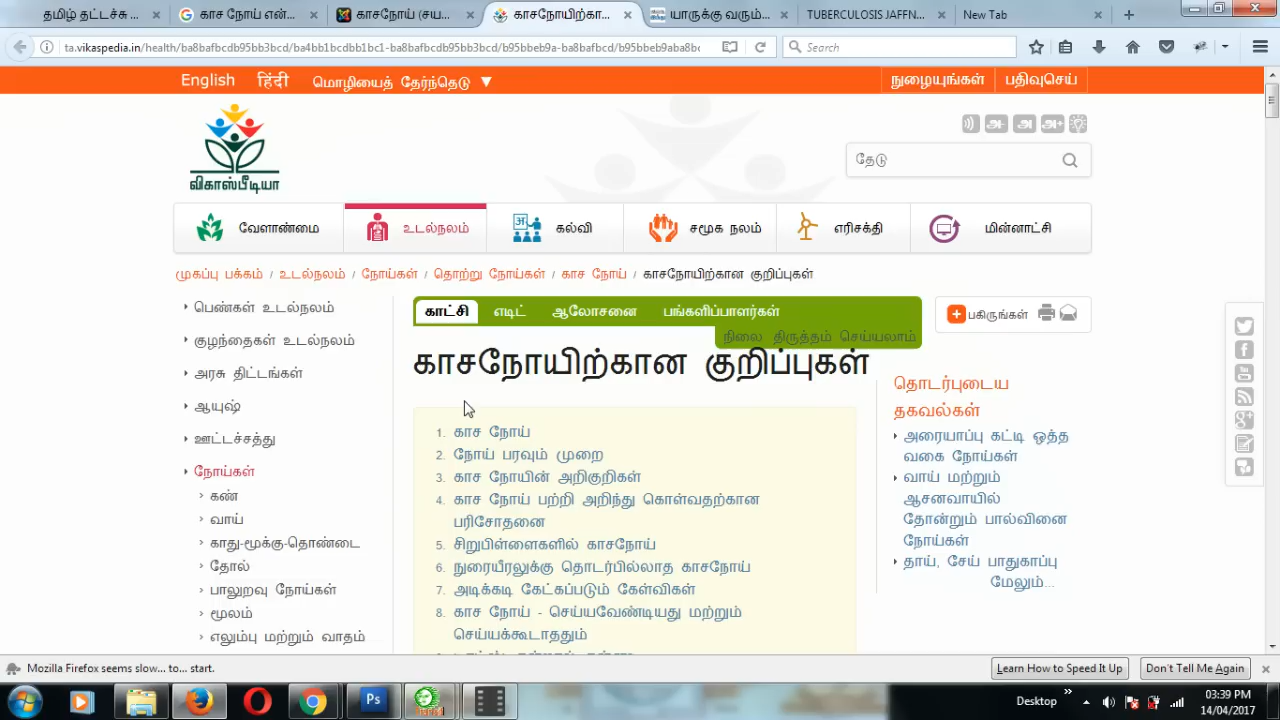 தமிழ் தட்டச்சு ...
காச நோய் என்...
காசநோய் (சய...
காசநோயிற்கா...
யாருக்கு வரும்...
TUBERCULOSIS JAFFN...
New Tab
ta.vikaspedia.in/health/ba8bafbcdb95bb3bcd/ba4bb1bcdbb1bc1-ba8bafbcdb95bb3bcd/b95bbeb9a-ba8bafbcd/b95bbeb9aba8bc
Search
English हिंदी மொழியைத் தேர்ந்தெடு ▼
நுழையுங்கள் பதிவுசெய்
அ- அ அ+
விகாஸ்பீடியா
தேடு
வேளாண்மை உடல்நலம் கல்வி சமூக நலம் எரிசக்தி மின்னாட்சி
முகப்பு பக்கம் / உடல்நலம் / நோய்கள் / தொற்று நோய்கள் / காச நோய் / காசநோயிற்கான குறிப்புகள்
பெண்கள் உடல்நலம்
குழந்தைகள் உடல்நலம்
அரசு திட்டங்கள்
ஆயுஷ்
ஊட்டச்சத்து
நோய்கள்
கண்
வாய்
காது-மூக்கு-தொண்டை
தோல்
பாலுறவு நோய்கள்
மூலம்
எலும்பு மற்றும் வாதம்
காட்சி எடிட் ஆலோசனை பங்களிப்பாளர்கள்
நிலை திருத்தம் செய்யலாம்
பகிருங்கள்
காசநோயிற்கான குறிப்புகள்
1. காச நோய்
2. நோய் பரவும் முறை
3. காச நோயின் அறிகுறிகள்
4. காச நோய் பற்றி அறிந்து கொள்வதற்கான
பரிசோதனை
5. சிறுபிள்ளைகளில் காசநோய்
6. நுரையீரலுக்கு தொடர்பில்லாத காசநோய்
7. அடிக்கடி கேட்கப்படும் கேள்விகள்
8. காச நோய் - செய்யவேண்டியது மற்றும்
செய்யக்கூடாததும்
தொடர்புடைய
தகவல்கள்
அரையாப்பு கட்டி ஒத்த
வகை நோய்கள்
வாய் மற்றும்
ஆசனவாயில்
தோன்றும் பால்வினை
நோய்கள்
தாய், சேய் பாதுகாப்பு
மேலும்...
Mozilla Firefox seems slow... to... start.
Learn How to Speed It Up
Don't Tell Me Again
Desktop
03:39 PM
14/04/2017